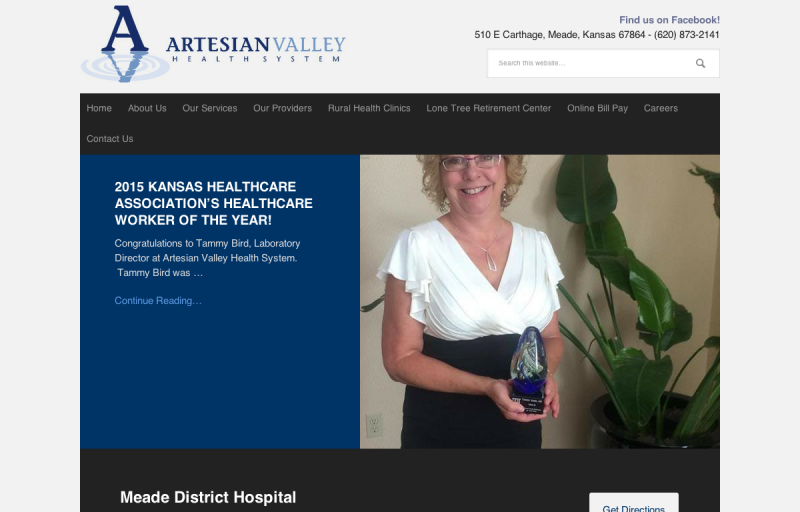 ARTESIAN VALLEY
HEALTH SYSTEM
Find us on Facebook!
510 E Carthage, Meade, Kansas 67864 - (620) 873-2141
Search this website…
Home About Us Our Services Our Providers Rural Health Clinics Lone Tree Retirement Center Online Bill Pay Careers
Contact Us
2015 KANSAS HEALTHCARE
ASSOCIATION’S HEALTHCARE
WORKER OF THE YEAR!
Congratulations to Tammy Bird, Laboratory
Director at Artesian Valley Health System.
Tammy Bird was …
Continue Reading…
Meade District Hospital
Get Directions